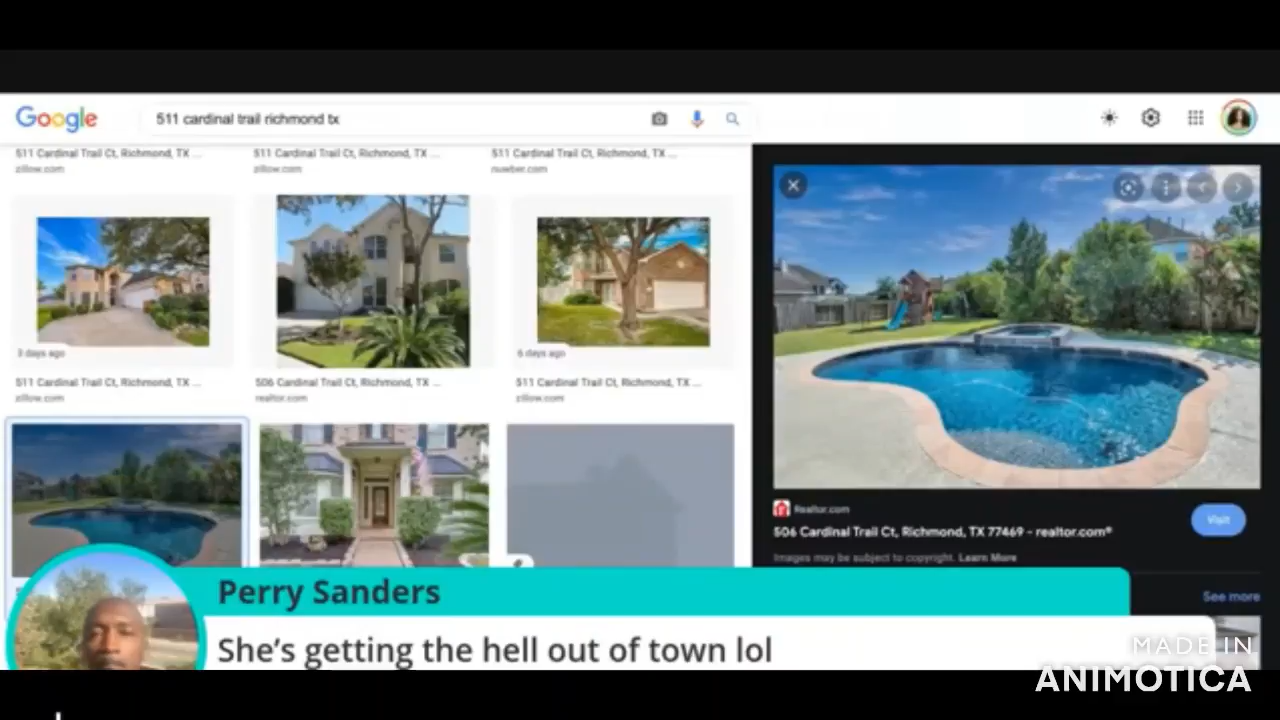 Google
511 cardinal trail richmond tx
511 Cardinal Trail Ct, Richmond, TX ...
zillow.com
511 Cardinal Trail Ct, Richmond, TX ...
zillow.com
511 Cardinal Trail Ct, Richmond, TX ...
number.com
3 days ago
511 Cardinal Trail Ct, Richmond, TX ...
zillow.com
506 Cardinal Trail Ct, Richmond, TX ...
realtor.com
6 days ago
511 Cardinal Trail Ct, Richmond, TX ...
zillow.com
Realtor.com
506 Cardinal Trail Ct, Richmond, TX 77469 - realtor.com®
Visit
Images may be subject to copyright. Learn More
See more
Perry Sanders
She's getting the hell out of town lol
MADE IN
ANIMOTICA